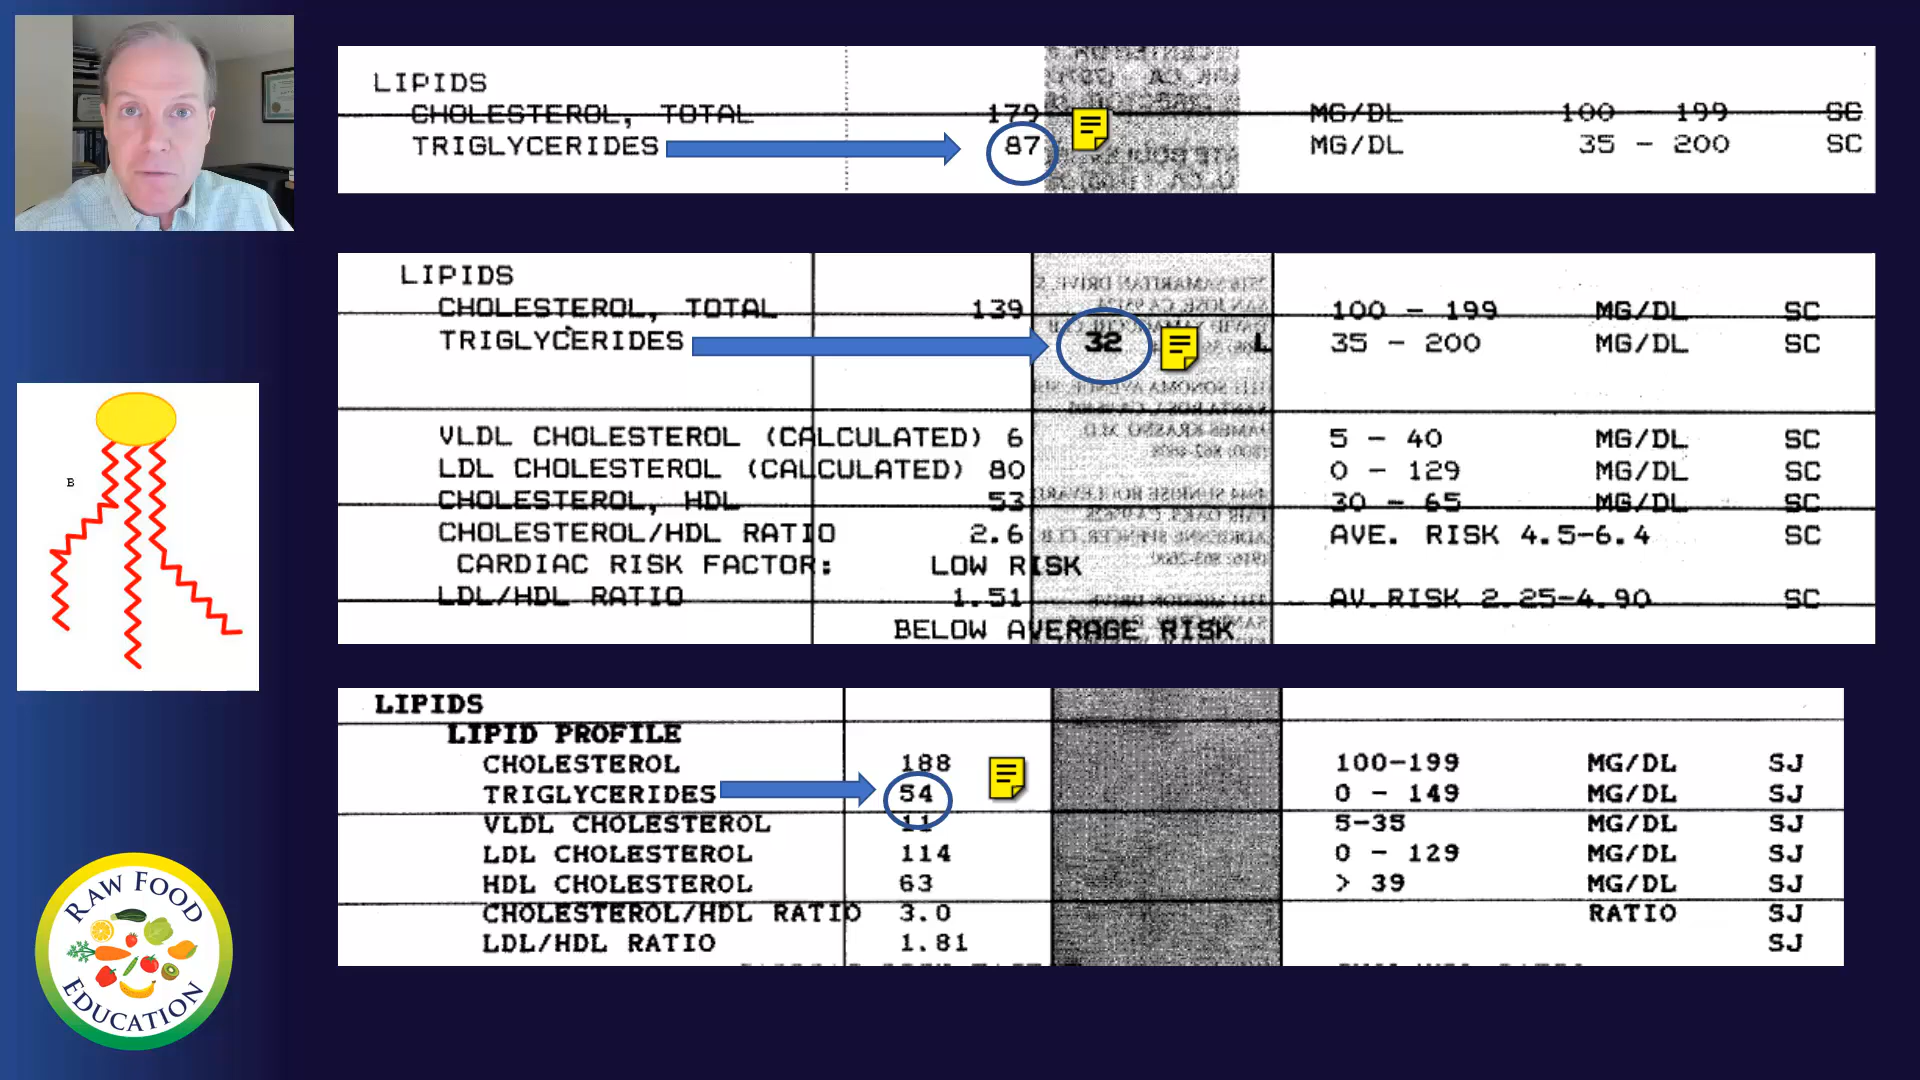 LIPIDS
CHOLESTEROL, TOTAL 179 MG/DL 100 - 199 SC
TRIGLYCERIDES 87 MG/DL 35 - 200 SC
LIPIDS
CHOLESTEROL, TOTAL 139 100 - 199 MG/DL SC
TRIGLYCERIDES 32 L 35 - 200 MG/DL SC
VLDL CHOLESTEROL (CALCULATED) 6 5 - 40 MG/DL SC
LDL CHOLESTEROL (CALCULATED) 80 0 - 129 MG/DL SC
CHOLESTEROL, HDL 53 30 - 65 MG/DL SC
CHOLESTEROL/HDL RATIO 2.6 AVE. RISK 4.5-6.4 SC
CARDIAC RISK FACTOR: LOW RISK
LDL/HDL RATIO 1.51 AV.RISK 2.25-4.90 SC
BELOW AVERAGE RISK
B
LIPIDS
LIPID PROFILE
CHOLESTEROL 188 100-199 MG/DL SJ
TRIGLYCERIDES 54 0 - 149 MG/DL SJ
VLDL CHOLESTEROL 11 5-35 MG/DL SJ
LDL CHOLESTEROL 114 0 - 129 MG/DL SJ
HDL CHOLESTEROL 63 > 39 MG/DL SJ
CHOLESTEROL/HDL RATIO 3.0 RATIO SJ
LDL/HDL RATIO 1.81 SJ
RAW FOOD
EDUCATION